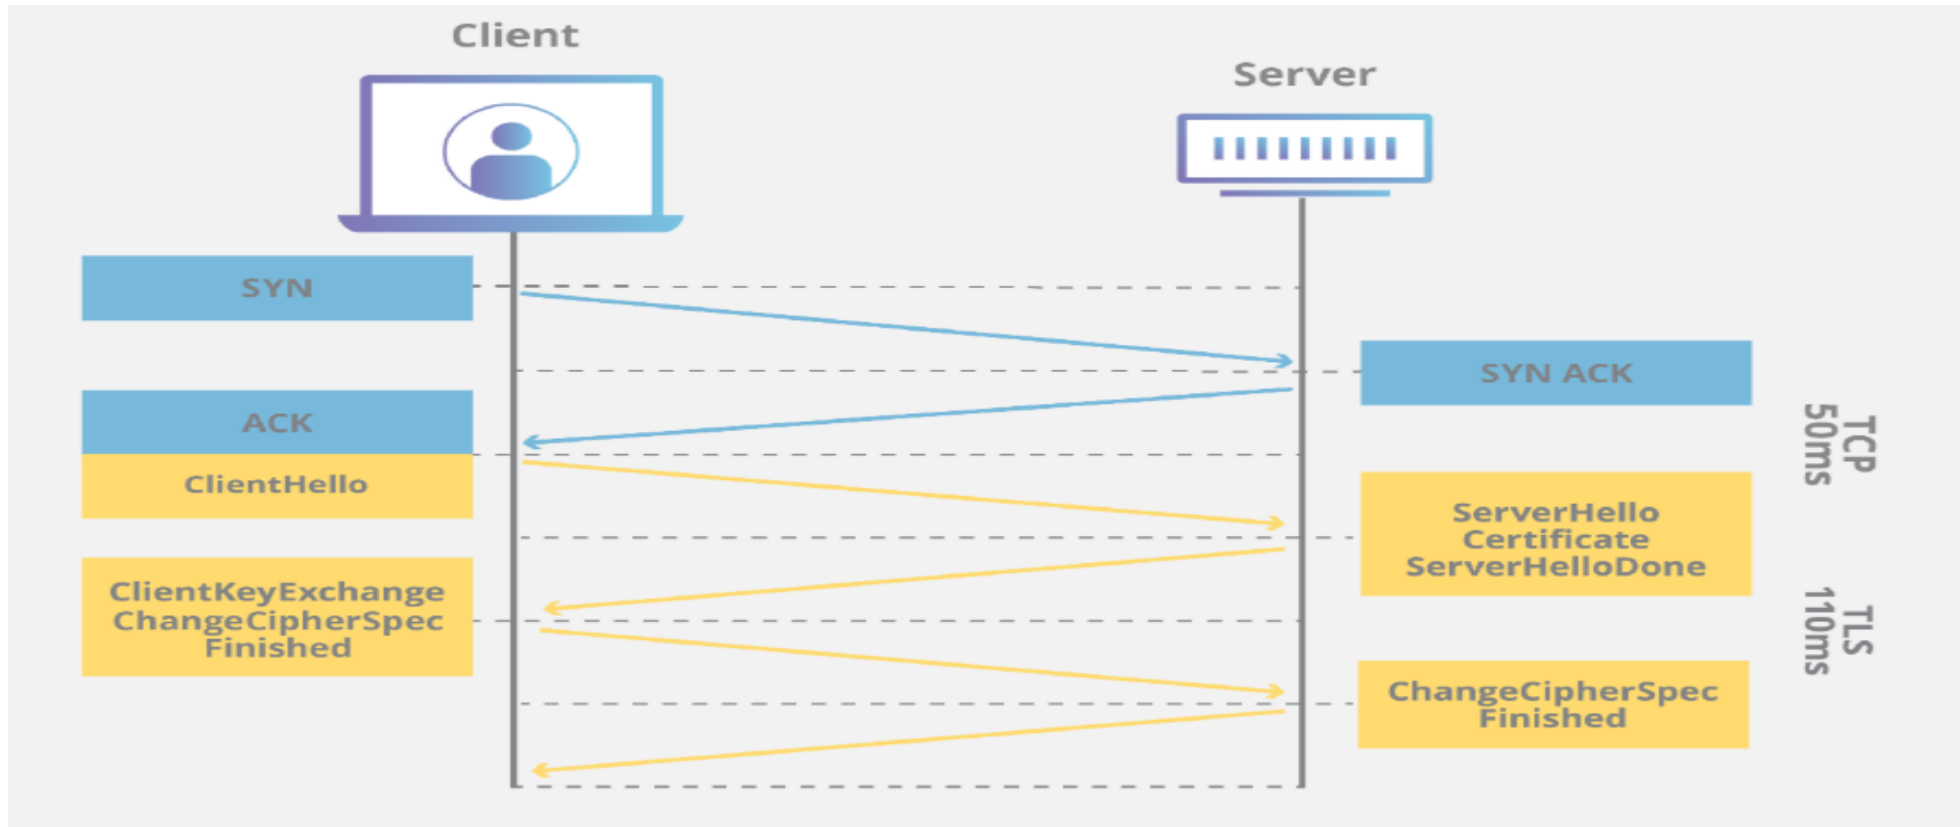 Client
Server
SYN
SYN ACK
ACK
TCP
50ms
ClientHello
ServerHello
Certificate
ServerHelloDone
ClientKeyExchange
ChangeCipherSpec
Finished
TLS
110ms
ChangeCipherSpec
Finished